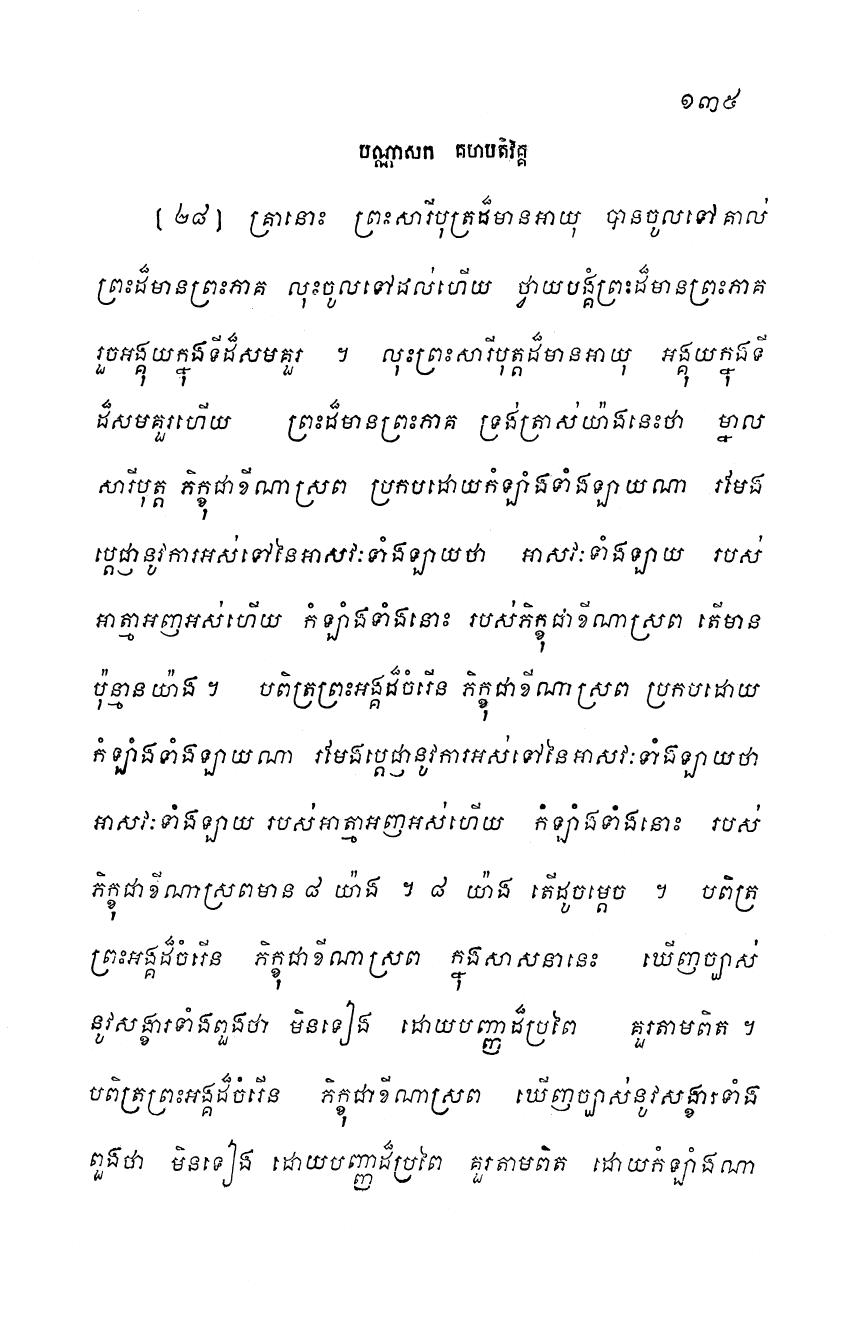 ១៣៥
បណ្ណាសក គហបតិវគ្គ
[២៨] គ្រានោះ ព្រះសារីបុត្រដ៏មានអាយុ បានចូលទៅគាល់
ព្រះដ៏មានព្រះភាគ លុះចូលទៅដល់ហើយ ថ្វាយបង្គំព្រះដ៏មានព្រះភាគ
រួចអង្គុយក្នុងទីដ៏សមគួរ ។ លុះព្រះសារីបុត្តដ៏មានអាយុ អង្គុយក្នុងទី
ដ៏សមគួរហើយ ព្រះដ៏មានព្រះភាគ ទ្រង់ត្រាស់យ៉ាងនេះថា ម្នាល
សារីបុត្ត ភិក្ខុជាខីណាស្រព ប្រកបដោយកំឡាំងទាំងឡាយណា រមែង
ប្តេជ្ញានូវការអស់ទៅនៃអាសវៈទាំងឡាយថា អាសវៈទាំងឡាយ របស់
អាត្មាអញអស់ហើយ កំឡាំងទាំងនោះ របស់ភិក្ខុជាខីណាស្រព តើមាន
ប៉ុន្មានយ៉ាង ។ បពិត្រព្រះអង្គដ៏ចំរើន ភិក្ខុជាខីណាស្រព ប្រកបដោយ
កំឡាំងទាំងឡាយណា រមែងប្តេជ្ញានូវការអស់ទៅនៃអាសវៈទាំងឡាយថា
អាសវៈទាំងឡាយ របស់អាត្មាអញអស់ហើយ កំឡាំងទាំងនោះ របស់
ភិក្ខុជាខីណាស្រពមាន ៨ យ៉ាង ។ ៨ យ៉ាង តើដូចម្តេច ។ បពិត្រ
ព្រះអង្គដ៏ចំរើន ភិក្ខុជាខីណាស្រព ក្នុងសាសនានេះ ឃើញច្បាស់
នូវសង្ខារទាំងពួងថា មិនទៀង ដោយបញ្ញាដ៏ប្រពៃ គួរតាមពិត ។
បពិត្រព្រះអង្គដ៏ចំរើន ភិក្ខុជាខីណាស្រព ឃើញច្បាស់នូវសង្ខារទាំង
ពួងថា មិនទៀង ដោយបញ្ញាដ៏ប្រពៃ គួរតាមពិត ដោយកំឡាំងណា